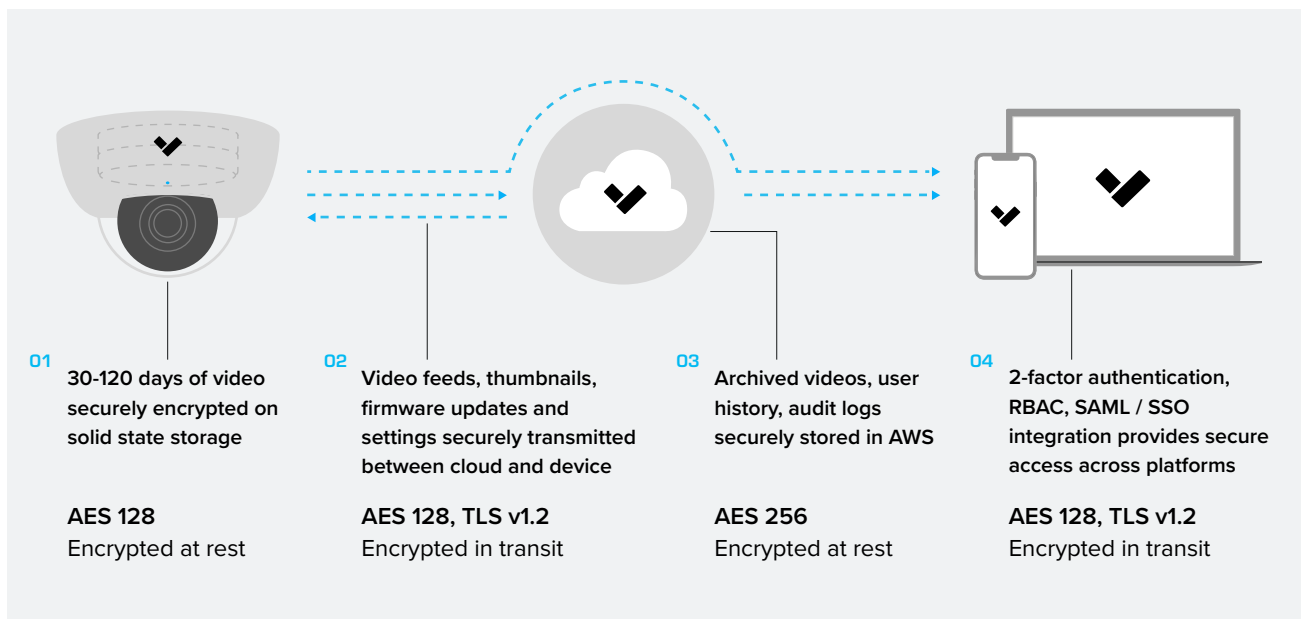 01
30-120 days of video
securely encrypted on
solid state storage
AES 128
Encrypted at rest
02
Video feeds, thumbnails,
firmware updates and
settings securely transmitted
between cloud and device
AES 128, TLS v1.2
Encrypted in transit
03
Archived videos, user
history, audit logs
securely stored in AWS
AES 256
Encrypted at rest
04
2-factor authentication,
RBAC, SAML / SSO
integration provides secure
access across platforms
AES 128, TLS v1.2
Encrypted in transit